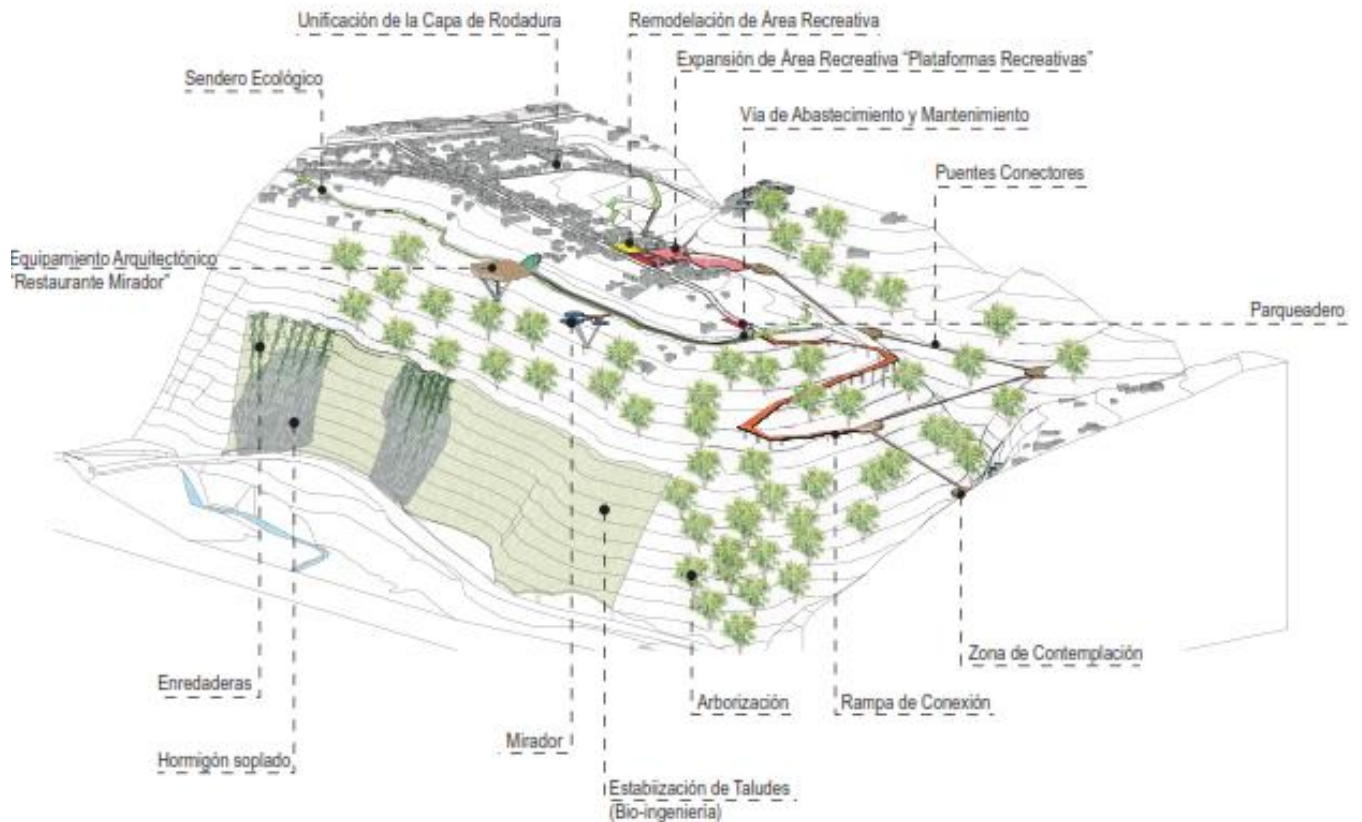 Unificación de la Capa de Rodadura
Remodelación de Área Recreativa
Expansión de Área Recreativa “Plataformas Recreativas”
Sendero Ecológico
Vía de Abastecimiento y Mantenimiento
Puentes Conectores
Equipamiento Arquitectónico
“Restaurante Mirador”
Parqueadero
Zona de Contemplación
Enredaderas
Arborización
Rampa de Conexión
Mirador
Hormigón soplado
Estabiización de Taludes
(Bio-ingeniería)